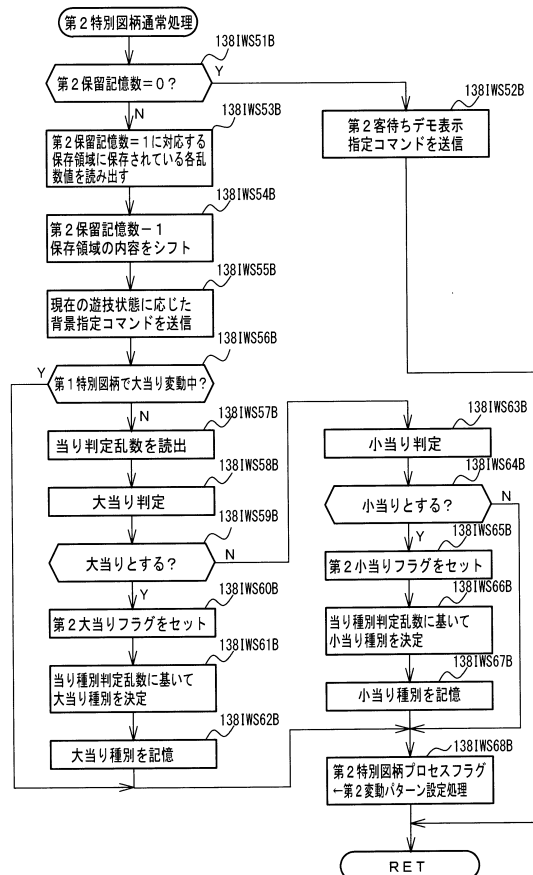 第2特別図柄通常処理
138IWS51B
第2保留記憶数=0?
Y
N
138IWS52B
第2客待ちデモ表示
指定コマンドを送信
138IWS53B
第2保留記憶数=1に対応する
保存領域に保存されている各乱
数値を読み出す
138IWS54B
第2保留記憶数-1
保存領域の内容をシフト
138IWS55B
現在の遊技状態に応じた
背景指定コマンドを送信
138IWS56B
第1特別図柄で大当り変動中?
Y
N
138IWS57B
当り判定乱数を読出
138IWS58B
大当り判定
138IWS59B
大当りとする?
N
Y
138IWS60B
第2大当りフラグをセット
138IWS61B
当り種別判定乱数に基いて
大当り種別を決定
138IWS62B
大当り種別を記憶
138IWS63B
小当り判定
138IWS64B
小当りとする?
N
Y
138IWS65B
第2小当りフラグをセット
138IWS66B
当り種別判定乱数に基いて
小当り種別を決定
138IWS67B
小当り種別を記憶
138IWS68B
第2特別図柄プロセスフラグ
←第2変動パターン設定処理
RET